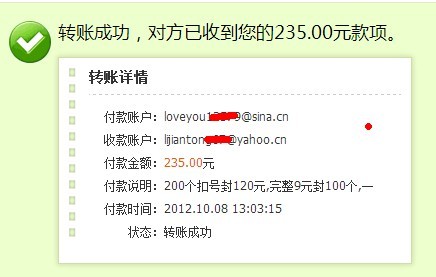 转账成功，对方已收到您的235.00元款项。
转账详情
付款账户：loveyou1 9@sina.cn
收款账户：lijiantong @yahoo.cn
付款金额：235.00元
付款说明：200个扣号封120元,完整9元封100个,一
付款时间：2012.10.08 13:03:15
状态：转账成功